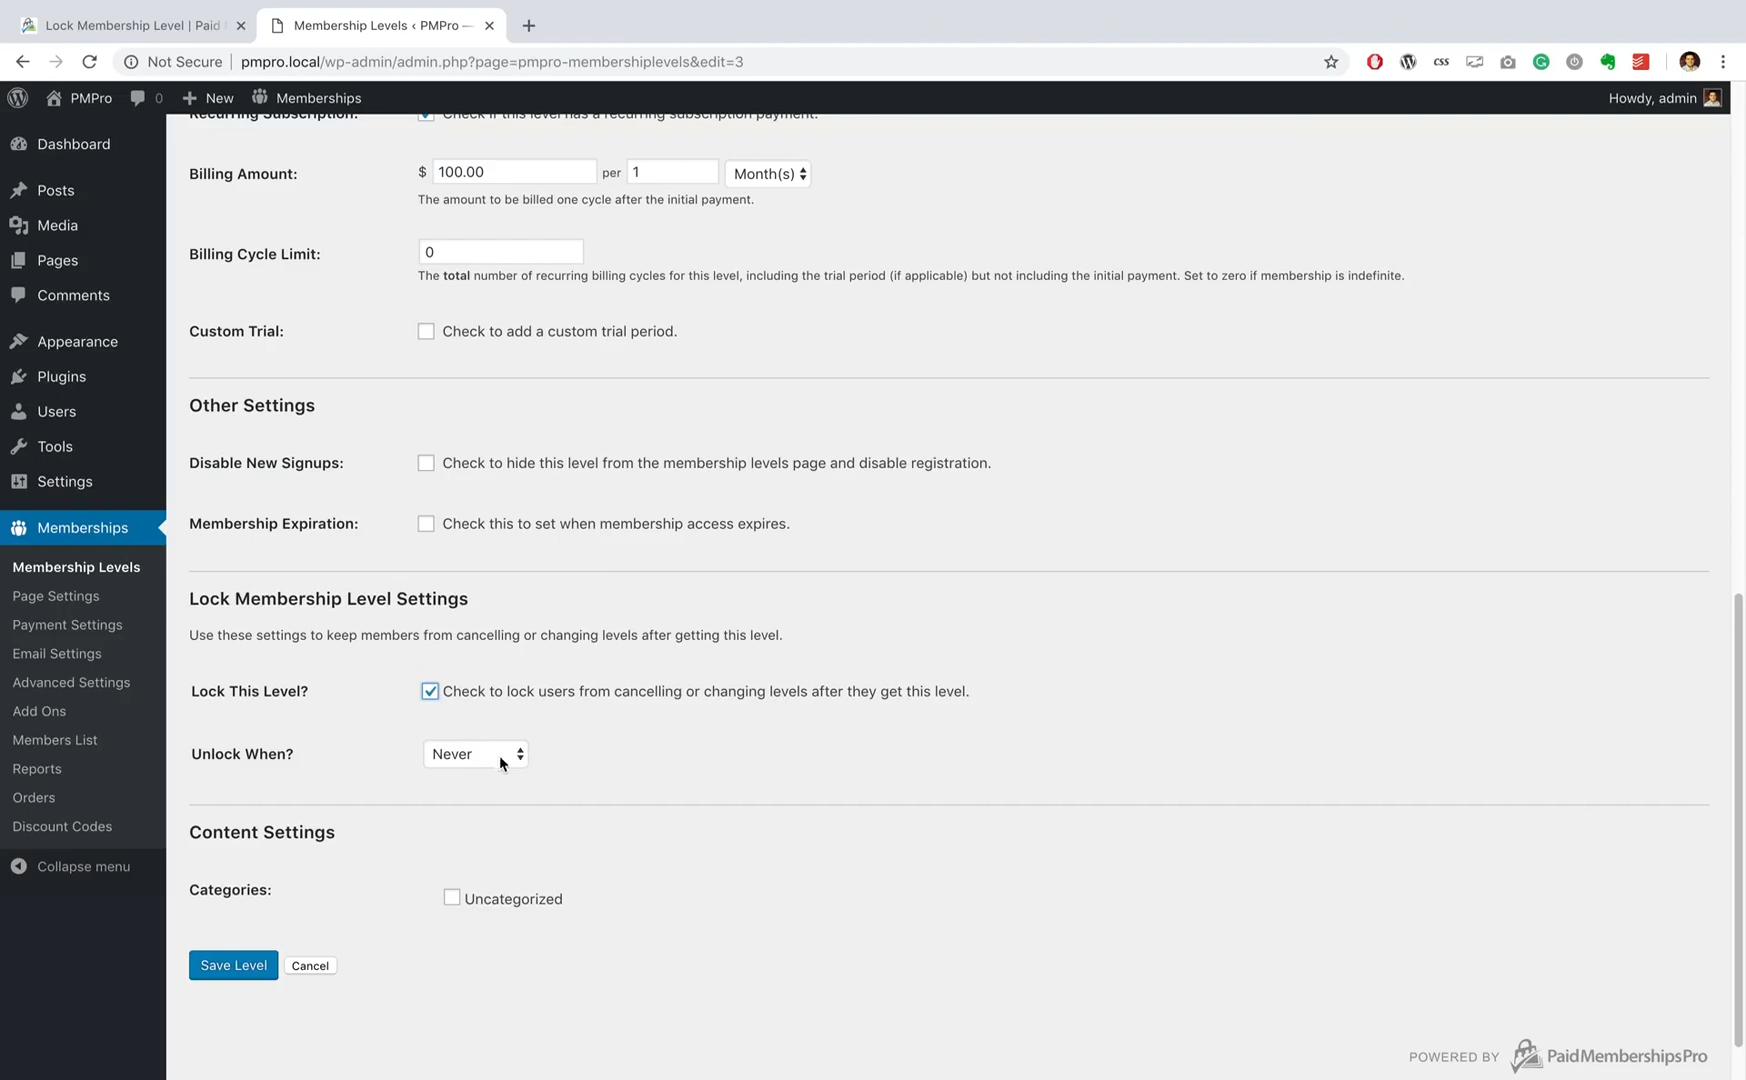 Lock Membership Level | Paid
Membership Levels ‹ PMPro —
Not Secure
pmpro.local/wp-admin/admin.php?page=pmpro-membershiplevels&edit=3
css
PMPro
0
New
Memberships
Howdy, admin
Dashboard
Posts
Media
Pages
Comments
Appearance
Plugins
Users
Tools
Settings
Memberships
Membership Levels
Page Settings
Payment Settings
Email Settings
Advanced Settings
Add Ons
Members List
Reports
Orders
Discount Codes
Collapse menu
Recurring Subscription: Check if this level has a recurring subscription payment.
Billing Amount: $ 100.00 per 1 Month(s)
The amount to be billed one cycle after the initial payment.
Billing Cycle Limit: 0
The total number of recurring billing cycles for this level, including the trial period (if applicable) but not including the initial payment. Set to zero if membership is indefinite.
Custom Trial: Check to add a custom trial period.
Other Settings
Disable New Signups: Check to hide this level from the membership levels page and disable registration.
Membership Expiration: Check this to set when membership access expires.
Lock Membership Level Settings
Use these settings to keep members from cancelling or changing levels after getting this level.
Lock This Level? Check to lock users from cancelling or changing levels after they get this level.
Unlock When? Never
Content Settings
Categories: Uncategorized
Save Level Cancel
POWERED BY PaidMembershipsPro